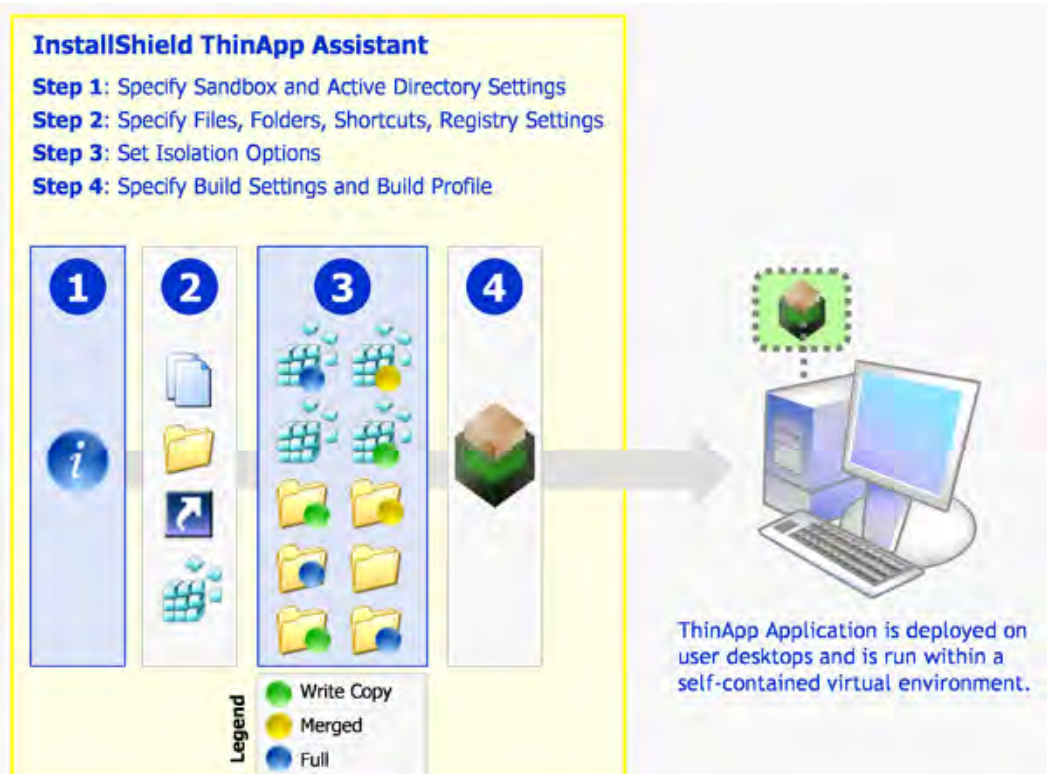 InstallShield ThinApp Assistant
Step 1: Specify Sandbox and Active Directory Settings
Step 2: Specify Files, Folders, Shortcuts, Registry Settings
Step 3: Set Isolation Options
Step 4: Specify Build Settings and Build Profile
1 2 3 4
i
ThinApp Application is deployed on
user desktops and is run within a
self-contained virtual environment.
Legend
Write Copy
Merged
Full